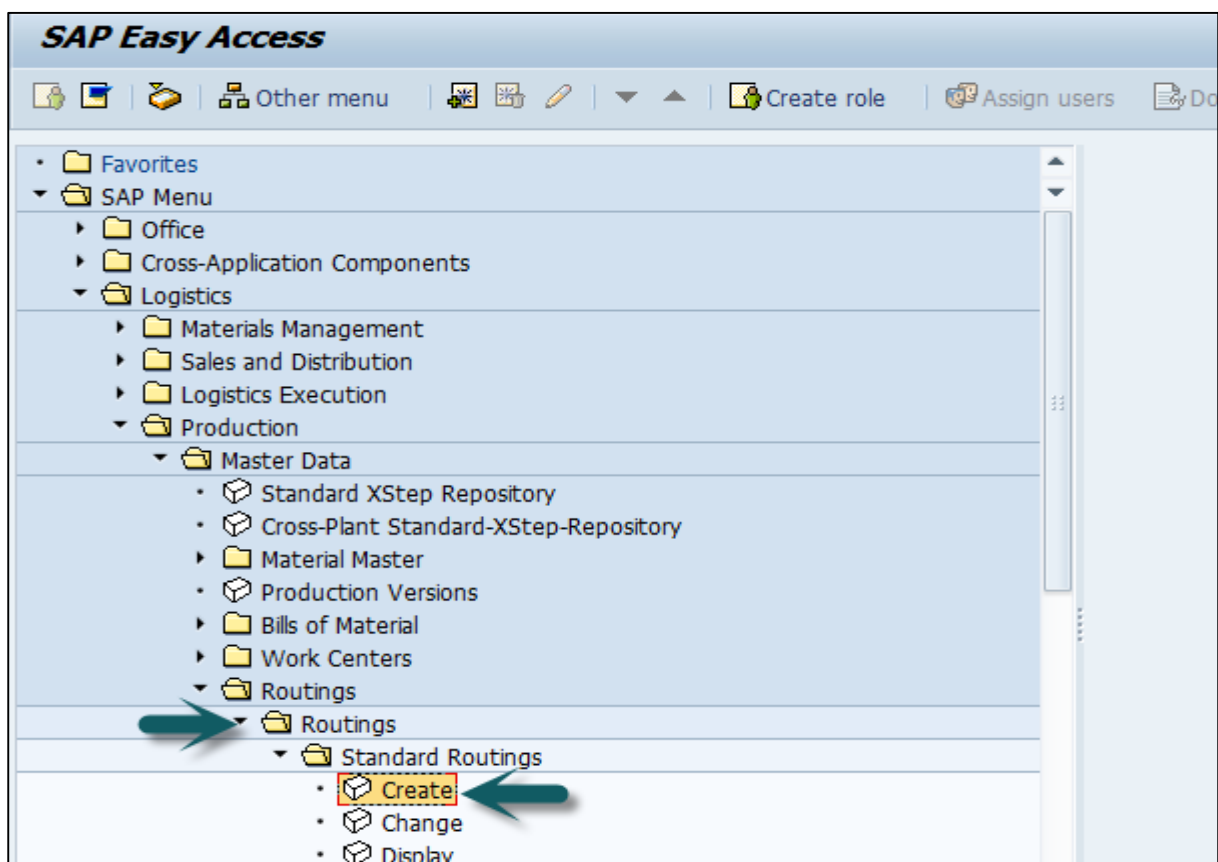 SAP Easy Access
Other menu Create role Assign users Do
Favorites
SAP Menu
Office
Cross-Application Components
Logistics
Materials Management
Sales and Distribution
Logistics Execution
Production
Master Data
Standard XStep Repository
Cross-Plant Standard-XStep-Repository
Material Master
Production Versions
Bills of Material
Work Centers
Routings
Routings
Standard Routings
Create
Change
Display